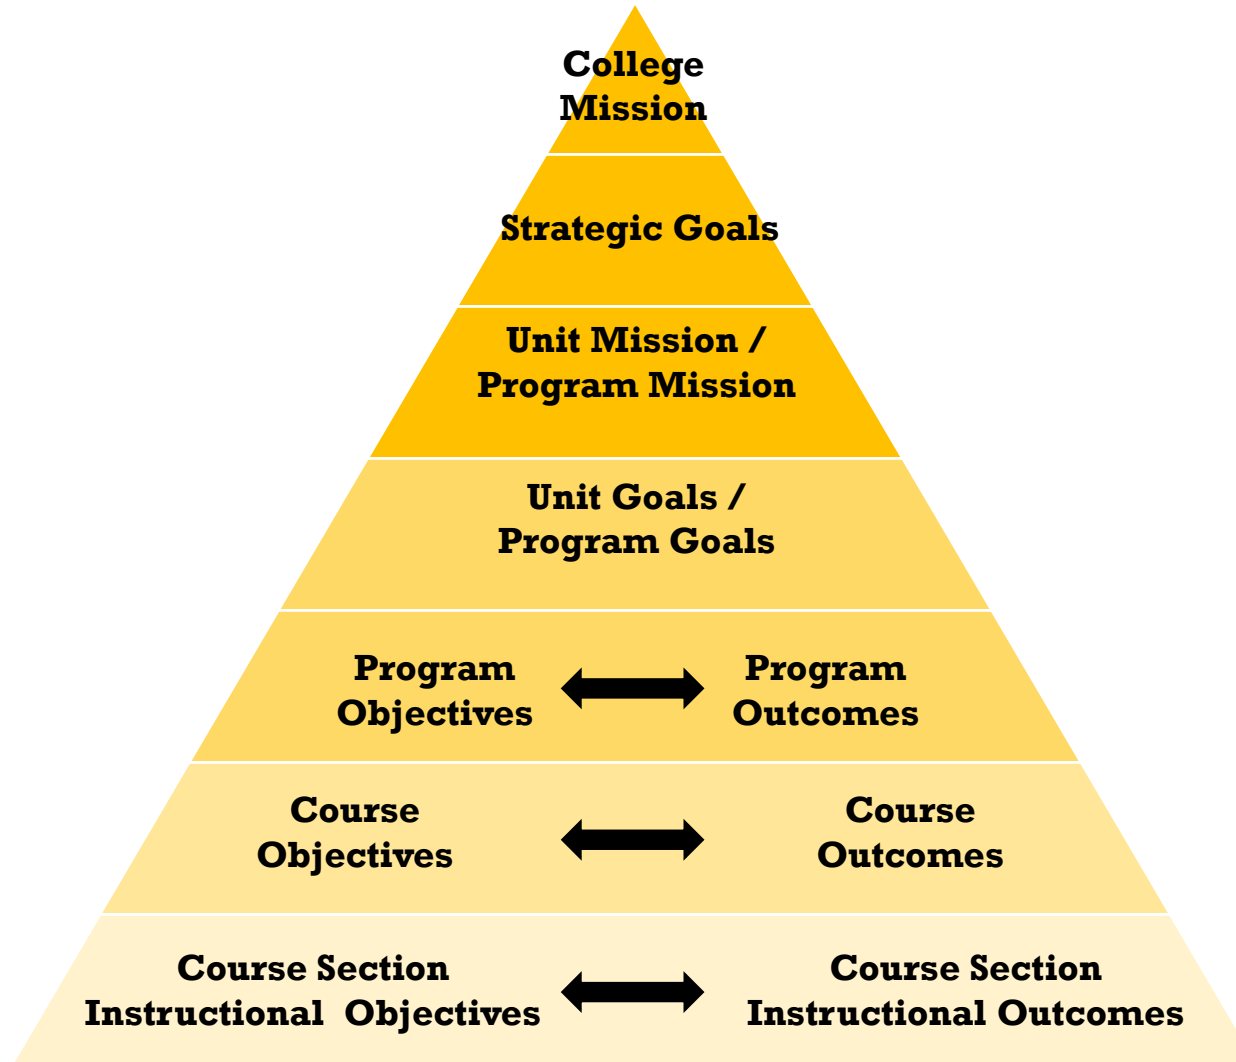 College
Mission
Strategic Goals
Unit Mission /
Program Mission
Unit Goals /
Program Goals
Program
Objectives
Program
Outcomes
Course
Objectives
Course
Outcomes
Course Section
Instructional  Objectives
Course Section
Instructional Outcomes